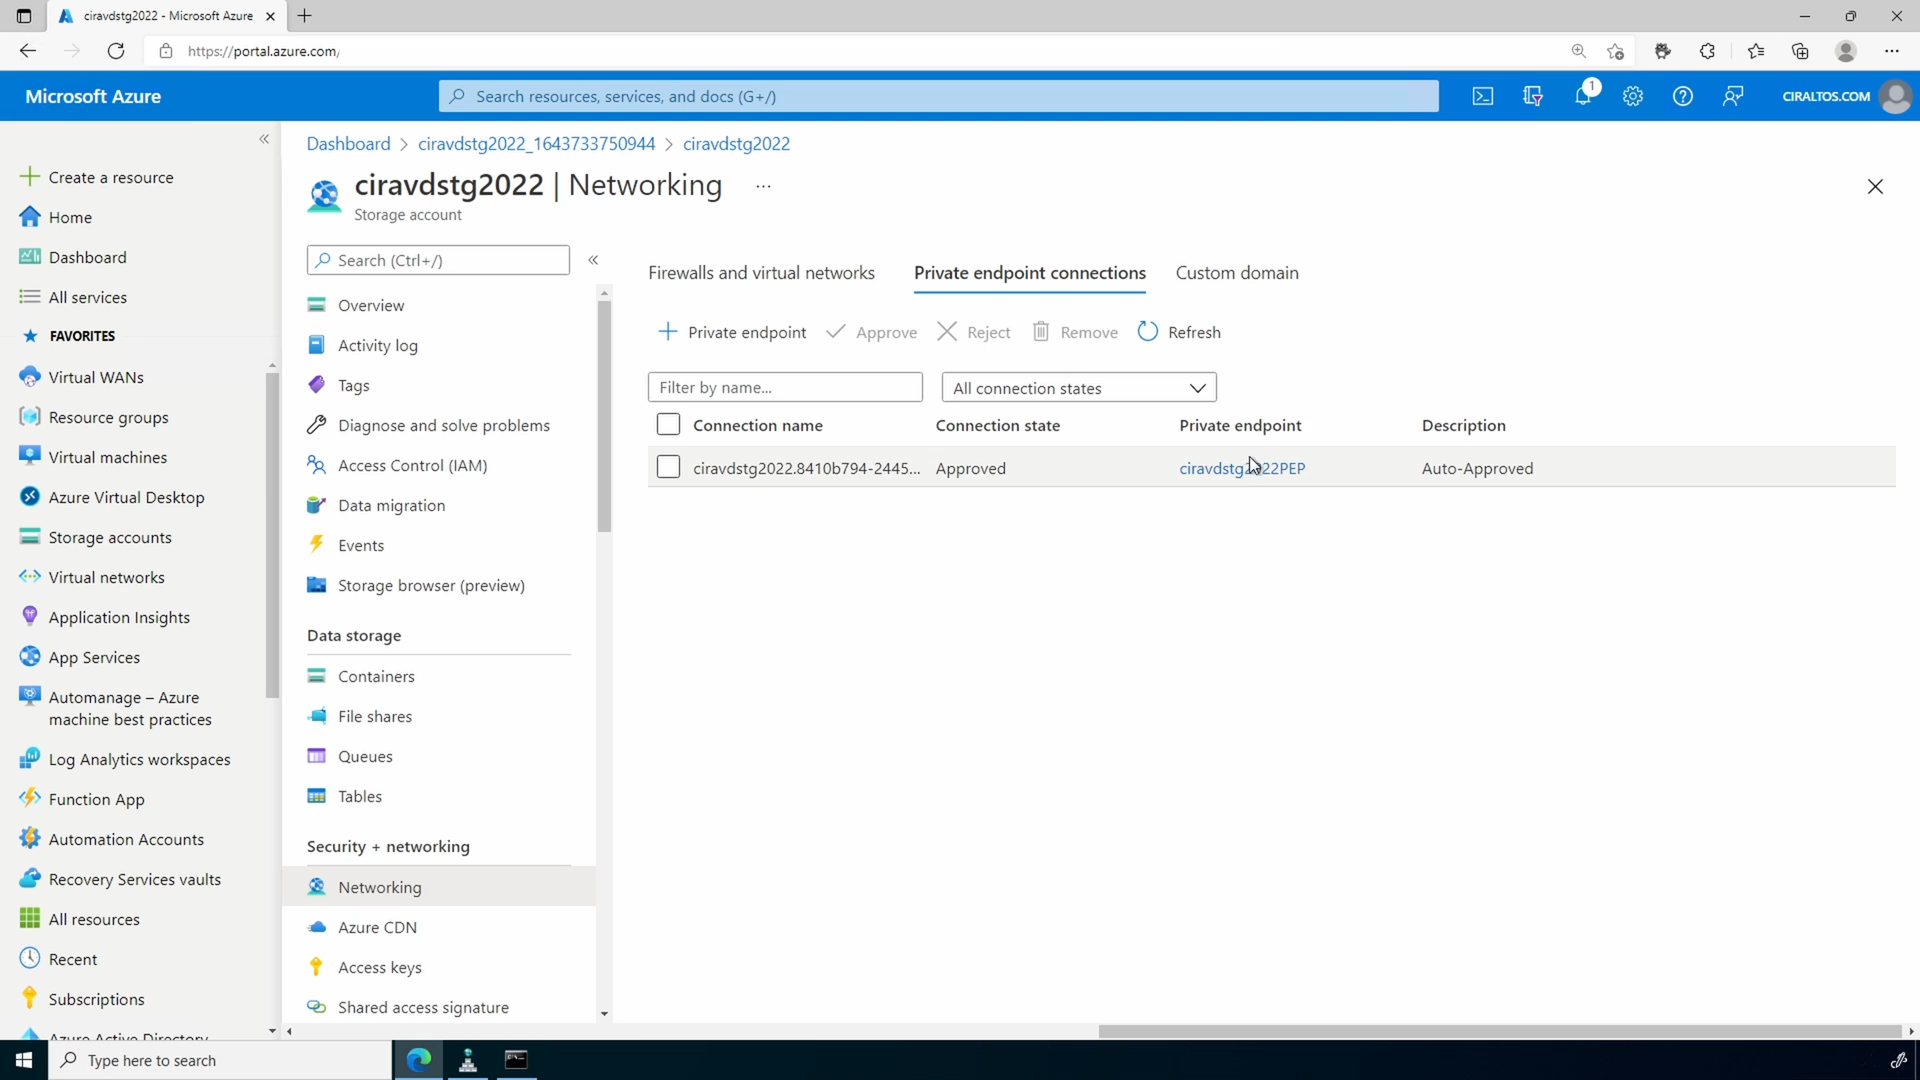 ciravdstg2022 - Microsoft Azure
https://portal.azure.com/
Microsoft Azure
Search resources, services, and docs (G+/)
1
CIRALTOS.COM
Create a resource
Home
Dashboard
All services
FAVORITES
Virtual WANs
Resource groups
Virtual machines
Azure Virtual Desktop
Storage accounts
Virtual networks
Application Insights
App Services
Automanage – Azure
machine best practices
Log Analytics workspaces
Function App
Automation Accounts
Recovery Services vaults
All resources
Recent
Subscriptions
Azure Active Directory
Dashboard > ciravdstg2022_1643733750944 > ciravdstg2022
ciravdstg2022 | Networking ...
Storage account
Search (Ctrl+/)
Overview
Activity log
Tags
Diagnose and solve problems
Access Control (IAM)
Data migration
Events
Storage browser (preview)
Data storage
Containers
File shares
Queues
Tables
Security + networking
Networking
Azure CDN
Access keys
Shared access signature
Firewalls and virtual networks Private endpoint connections Custom domain
Private endpoint Approve Reject Remove Refresh
Filter by name... All connection states
Connection name Connection state Private endpoint Description
ciravdstg2022.8410b794-2445... Approved ciravdstg2022PEP Auto-Approved
Type here to search